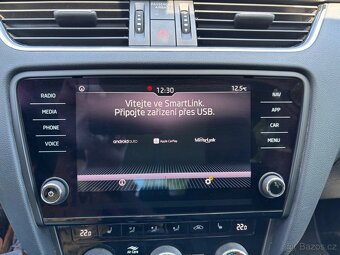 RADIO
MEDIA
PHONE
VOICE
12:30
12.5°C
Vítejte ve SmartLink.
Připojte zařízení přes USB.
androidauto
Apple CarPlay
MirrorLink
NAV
APP
CAR
MENU
22.0
22.0
bazos.cz